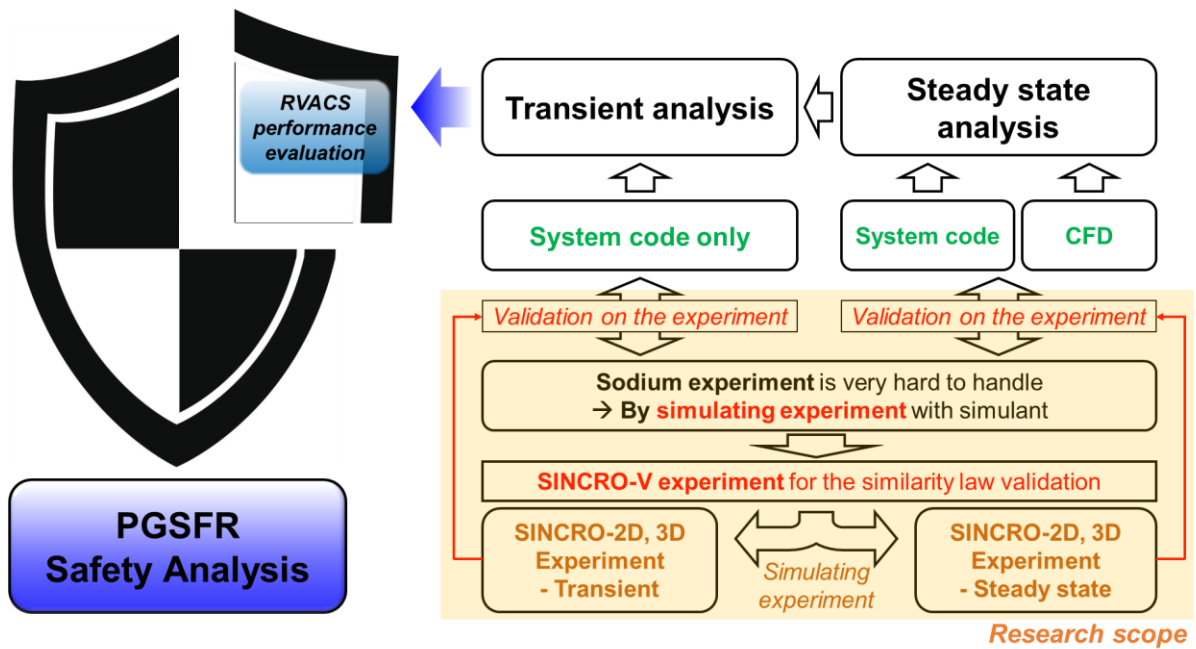 RVACS
performance
evaluation
Transient analysis
Steady state
analysis
System code only
System code
CFD
Validation on the experiment
Validation on the experiment
Sodium experiment is very hard to handle
→ By simulating experiment with simulant
SINCRO-V experiment for the similarity law validation
SINCRO-2D, 3D
Experiment
- Transient
Simulating
experiment
SINCRO-2D, 3D
Experiment
- Steady state
PGSFR
Safety Analysis
Research scope